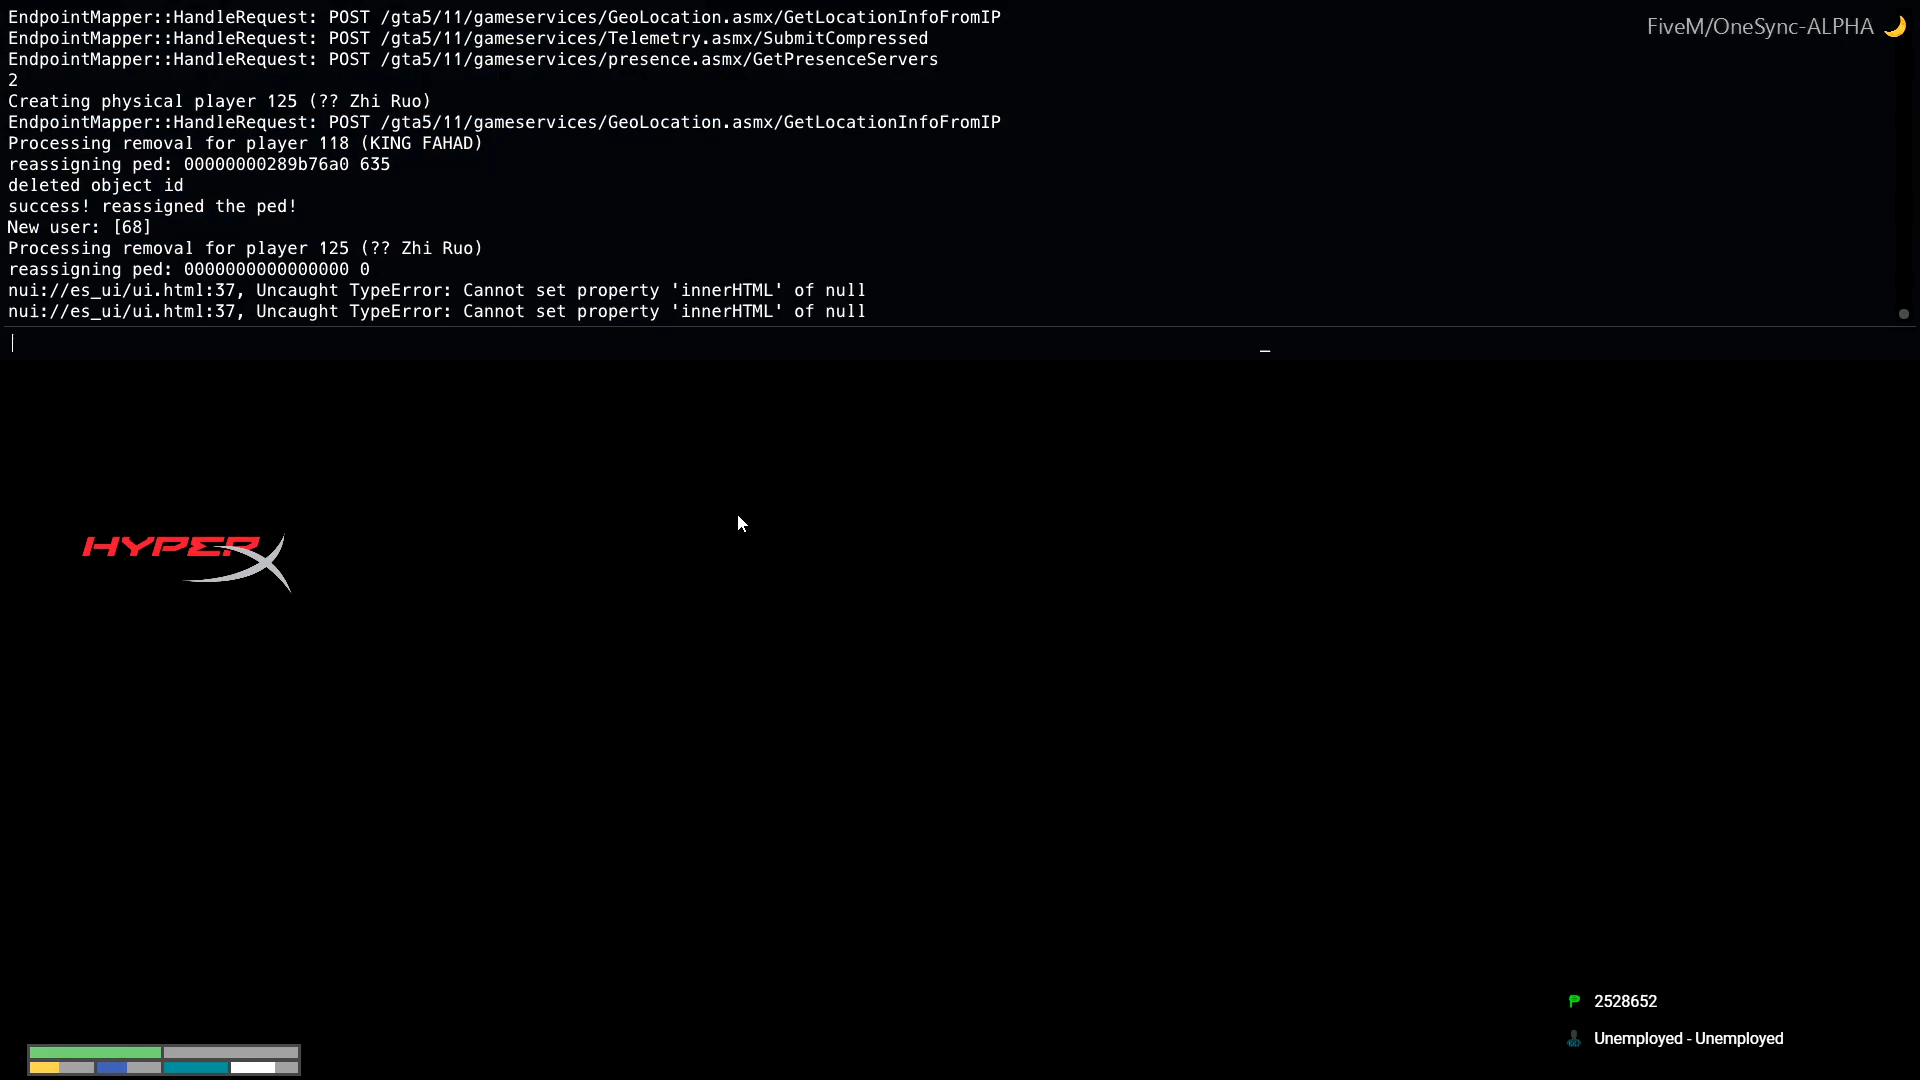 EndpointMapper::HandleRequest: POST /gta5/11/gameservices/GeoLocation.asmx/GetLocationInfoFromIP
FiveM/OneSync-ALPHA
EndpointMapper::HandleRequest: POST /gta5/11/gameservices/Telemetry.asmx/SubmitCompressed
EndpointMapper::HandleRequest: POST /gta5/11/gameservices/presence.asmx/GetPresenceServers
2
Creating physical player 125 (?? Zhi Ruo)
EndpointMapper::HandleRequest: POST /gta5/11/gameservices/GeoLocation.asmx/GetLocationInfoFromIP
Processing removal for player 118 (KING FAHAD)
reassigning ped: 00000000289b76a0 635
deleted object id
success! reassigned the ped!
New user: [68]
Processing removal for player 125 (?? Zhi Ruo)
reassigning ped: 0000000000000000 0
nui://es_ui/ui.html:37, Uncaught TypeError: Cannot set property 'innerHTML' of null
nui://es_ui/ui.html:37, Uncaught TypeError: Cannot set property 'innerHTML' of null
_
HYPERX
2528652
Unemployed - Unemployed